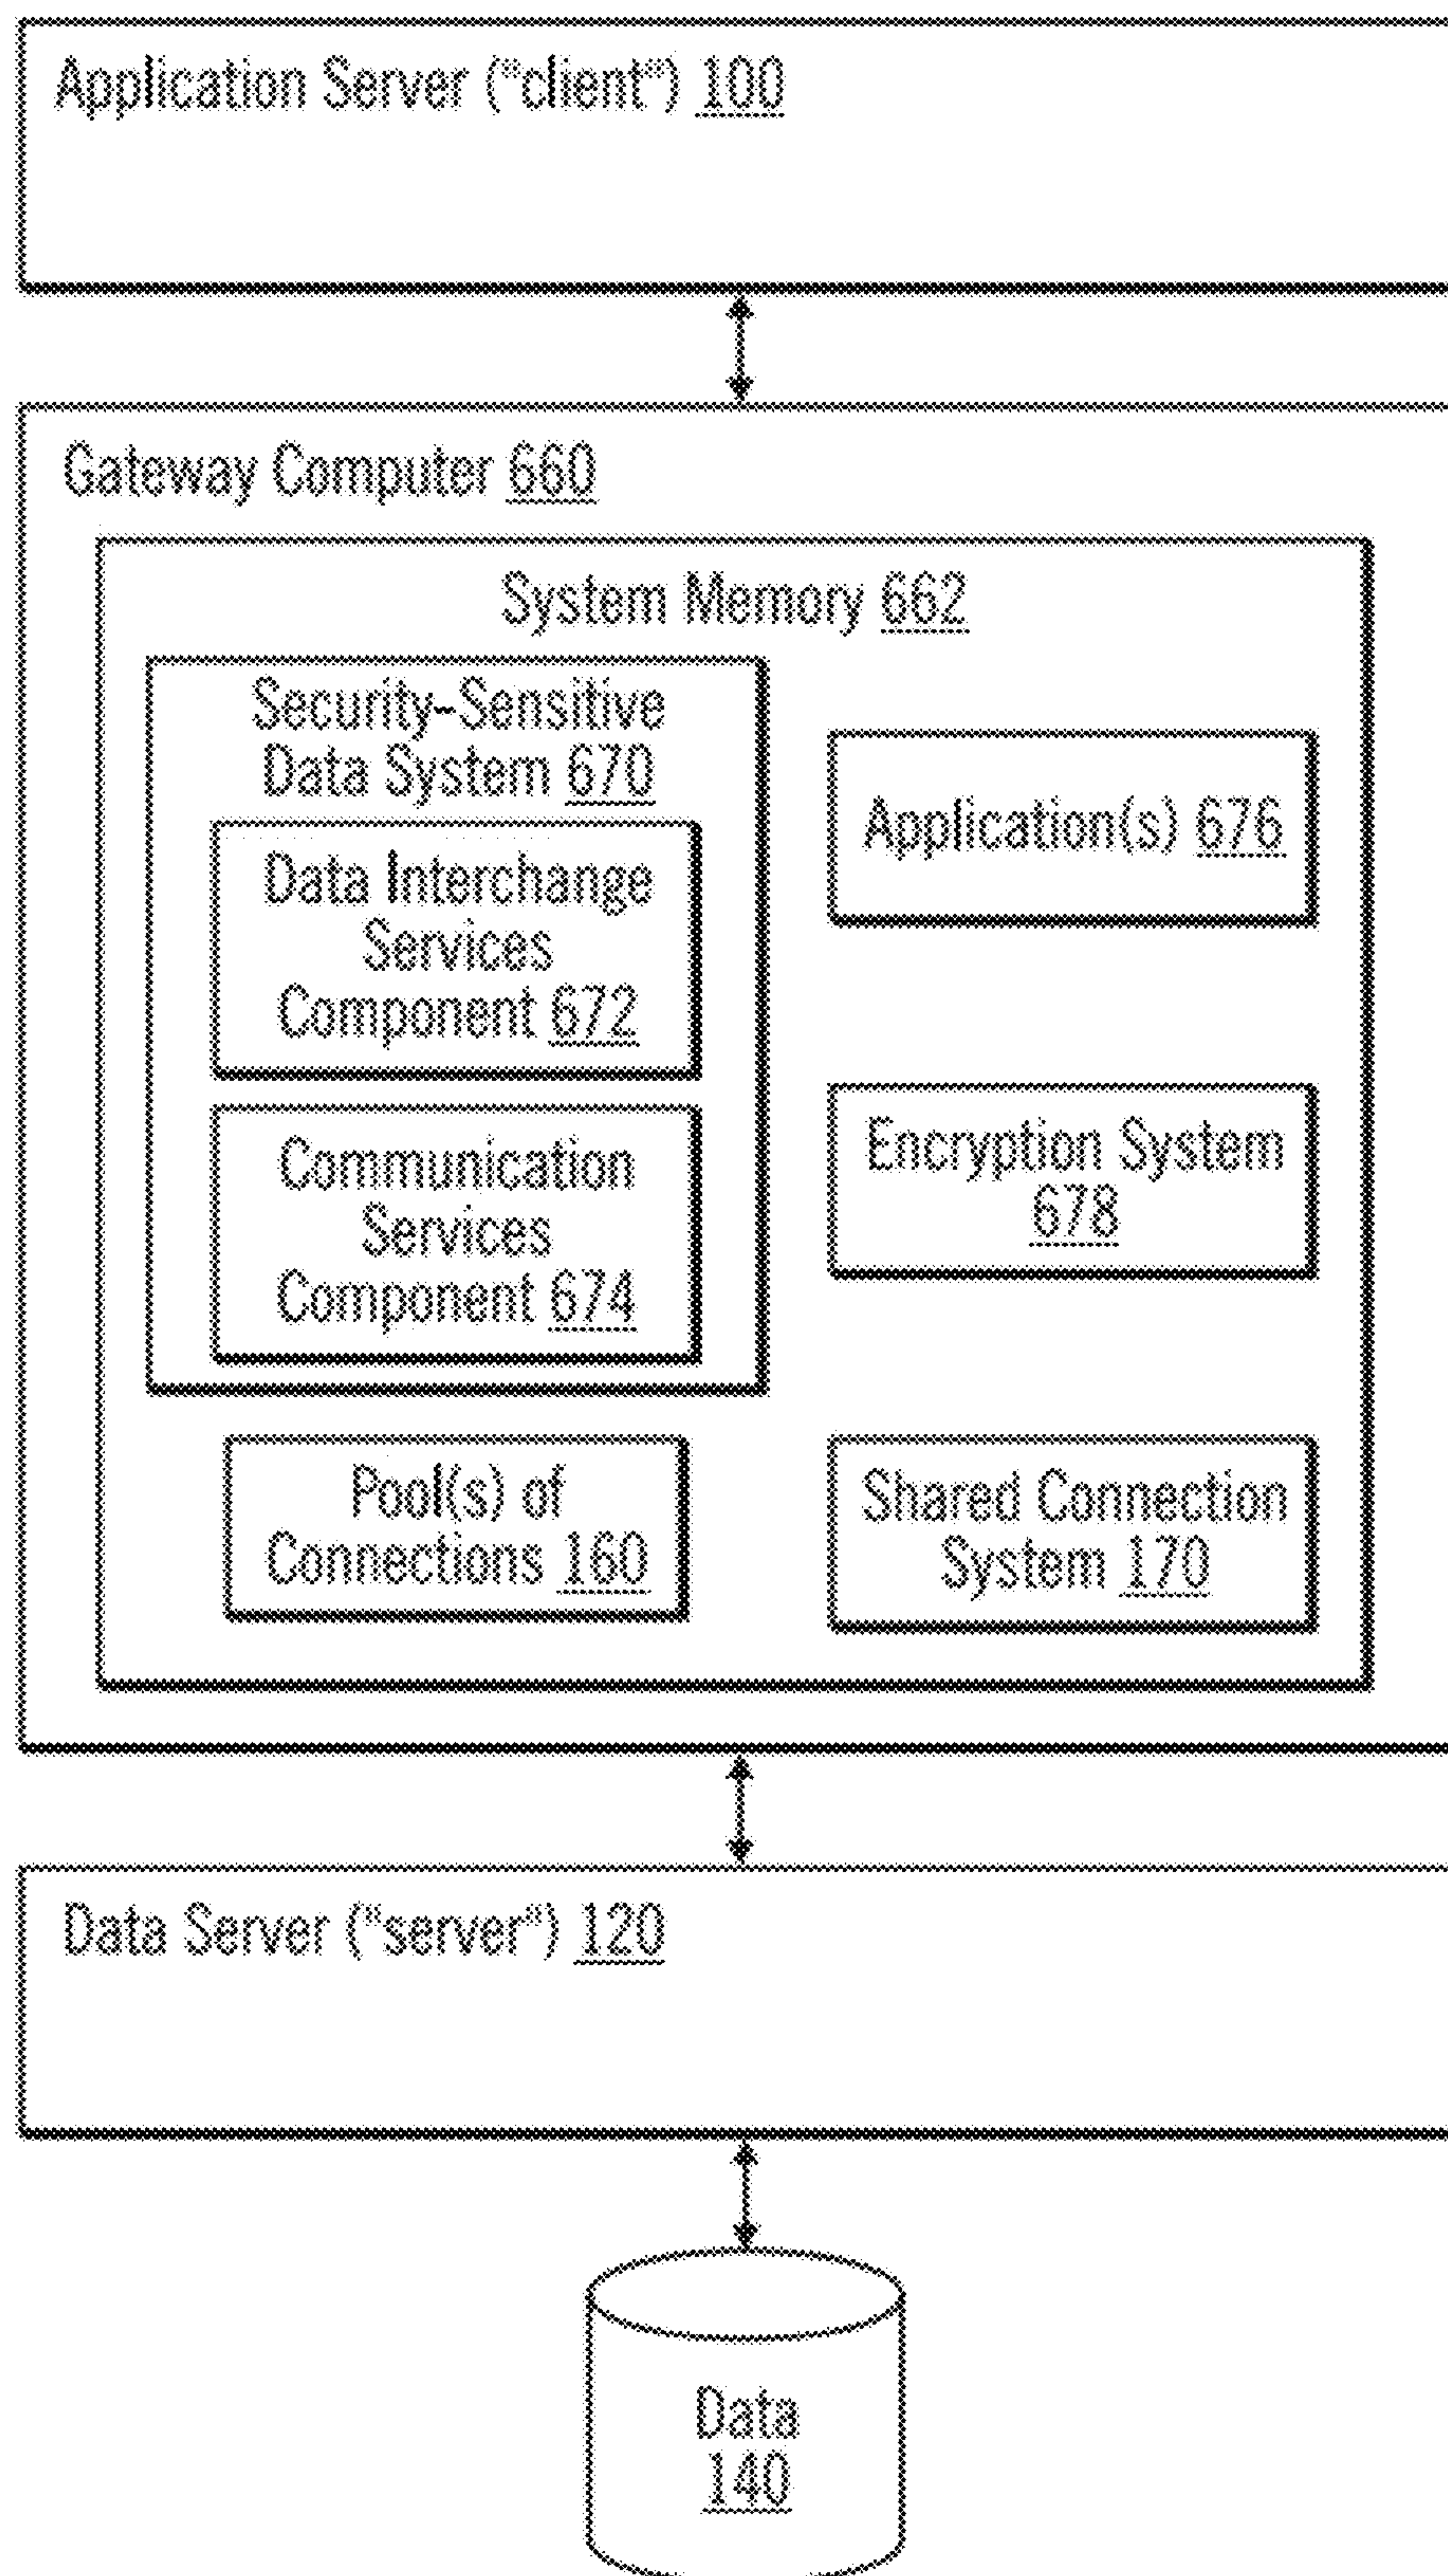 Application Server ("client") 100
Gateway Computer 660
System Memory 662
Security-Sensitive
Data System 670
Data Interchange
Services
Component 672
Communication
Services
Component 674
Pool(s) of
Connections 160
Application(s) 676
Encryption System
678
Shared Connection
System 170
Data Server ("server") 120
Data
140